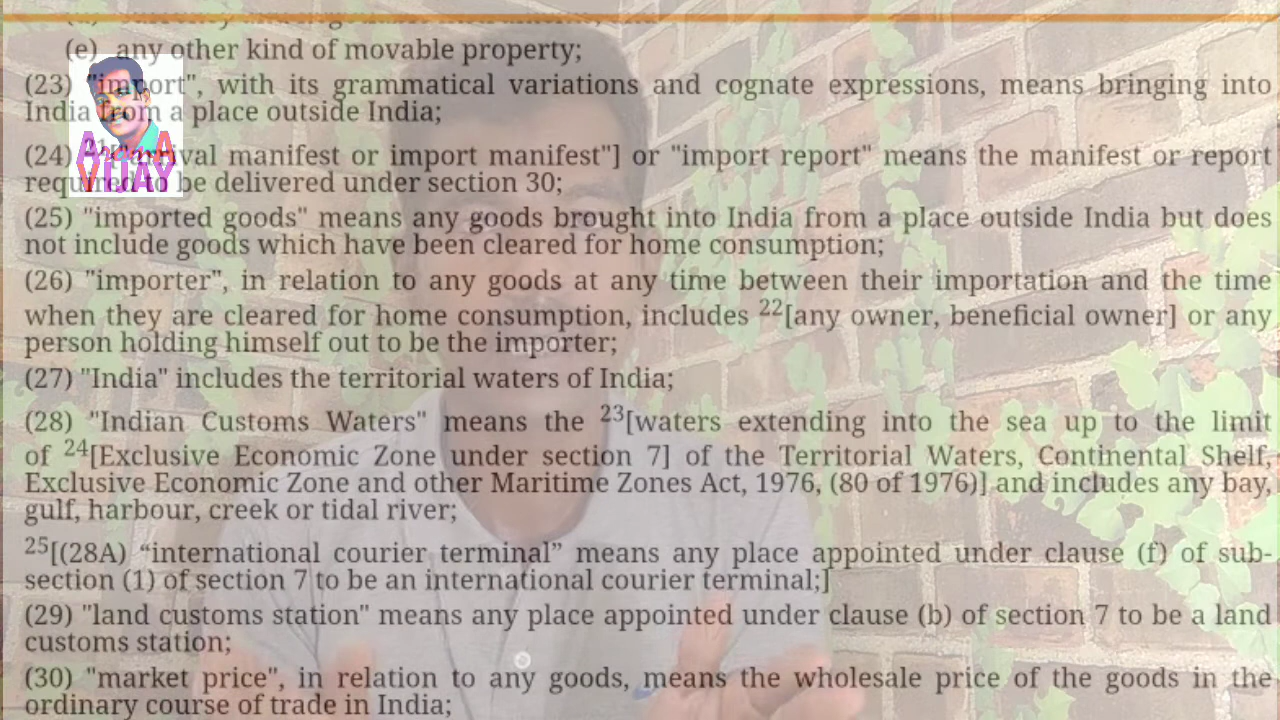 (e) any other kind of movable property;
(23) "import", with its grammatical variations and cognate expressions, means bringing into
India from a place outside India;
(24) 21["arrival manifest or import manifest"] or "import report" means the manifest or report
required to be delivered under section 30;
(25) "imported goods" means any goods brought into India from a place outside India but does
not include goods which have been cleared for home consumption;
(26) "importer", in relation to any goods at any time between their importation and the time
when they are cleared for home consumption, includes 22[any owner, beneficial owner] or any
person holding himself out to be the importer;
(27) "India" includes the territorial waters of India;
(28) "Indian Customs Waters" means the 23[waters extending into the sea up to the limit
of 24[Exclusive Economic Zone under section 7] of the Territorial Waters, Continental Shelf,
Exclusive Economic Zone and other Maritime Zones Act, 1976, (80 of 1976)] and includes any bay,
gulf, harbour, creek or tidal river;
25[(28A) “international courier terminal” means any place appointed under clause (f) of sub-
section (1) of section 7 to be an international courier terminal;]
(29) "land customs station" means any place appointed under clause (b) of section 7 to be a land
customs station;
(30) "market price", in relation to any goods, means the wholesale price of the goods in the
ordinary course of trade in India;
VIJAY